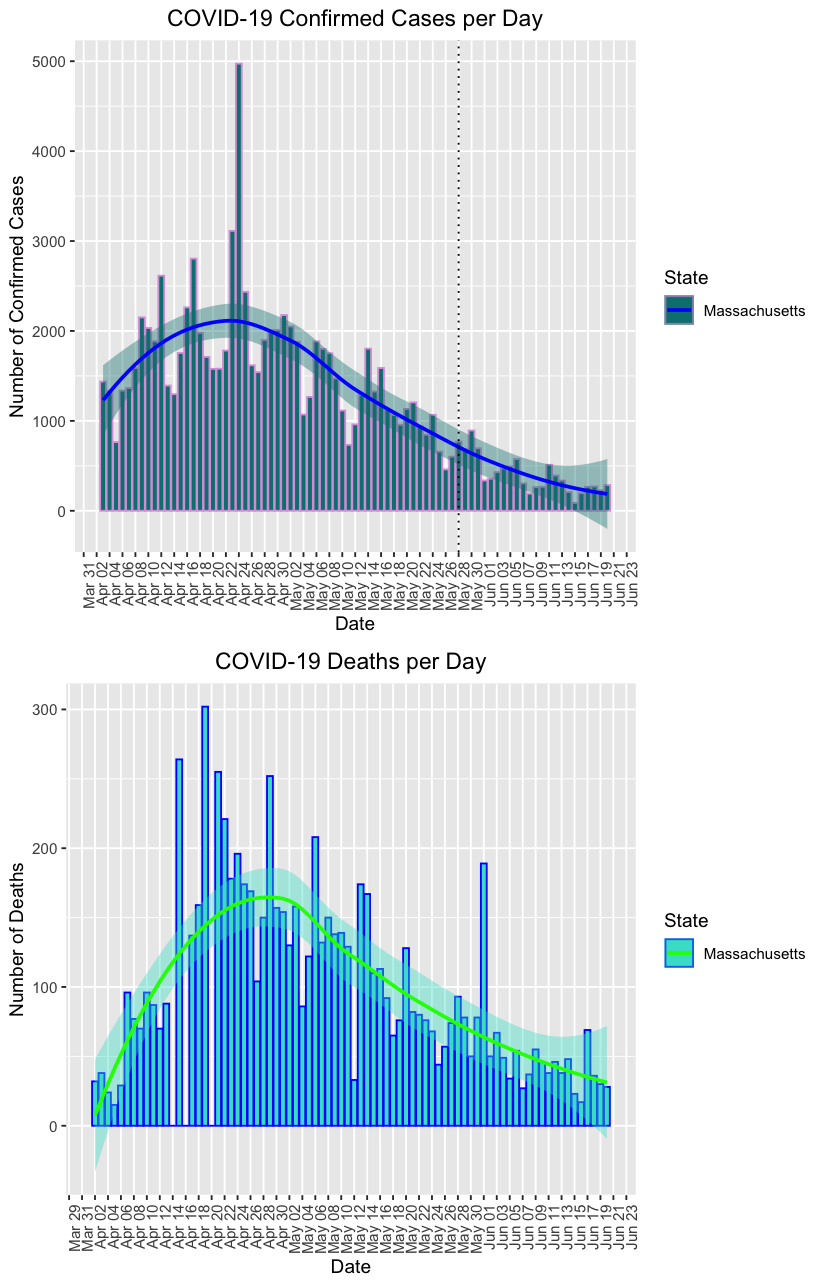 COVID-19 Confirmed Cases per Day
5000
4000
3000
2000
1000
0
Number of Confirmed Cases
Mar 31
Apr 02
Apr 04
Apr 06
Apr 08
Apr 10
Apr 12
Apr 14
Apr 16
Apr 18
Apr 20
Apr 22
Apr 24
Apr 26
Apr 28
Apr 30
May 02
May 04
May 06
May 08
May 10
May 12
May 14
May 16
May 18
May 20
May 22
May 24
May 26
May 28
May 30
Jun 01
Jun 03
Jun 05
Jun 07
Jun 09
Jun 11
Jun 13
Jun 15
Jun 17
Jun 19
Jun 21
Jun 23
Date
State
Massachusetts
COVID-19 Deaths per Day
300
200
100
0
Number of Deaths
Mar 29
Mar 31
Apr 02
Apr 04
Apr 06
Apr 08
Apr 10
Apr 12
Apr 14
Apr 16
Apr 18
Apr 20
Apr 22
Apr 24
Apr 26
Apr 28
Apr 30
May 02
May 04
May 06
May 08
May 10
May 12
May 14
May 16
May 18
May 20
May 22
May 24
May 26
May 28
May 30
Jun 01
Jun 03
Jun 05
Jun 07
Jun 09
Jun 11
Jun 13
Jun 15
Jun 17
Jun 19
Jun 21
Jun 23
Date
State
Massachusetts